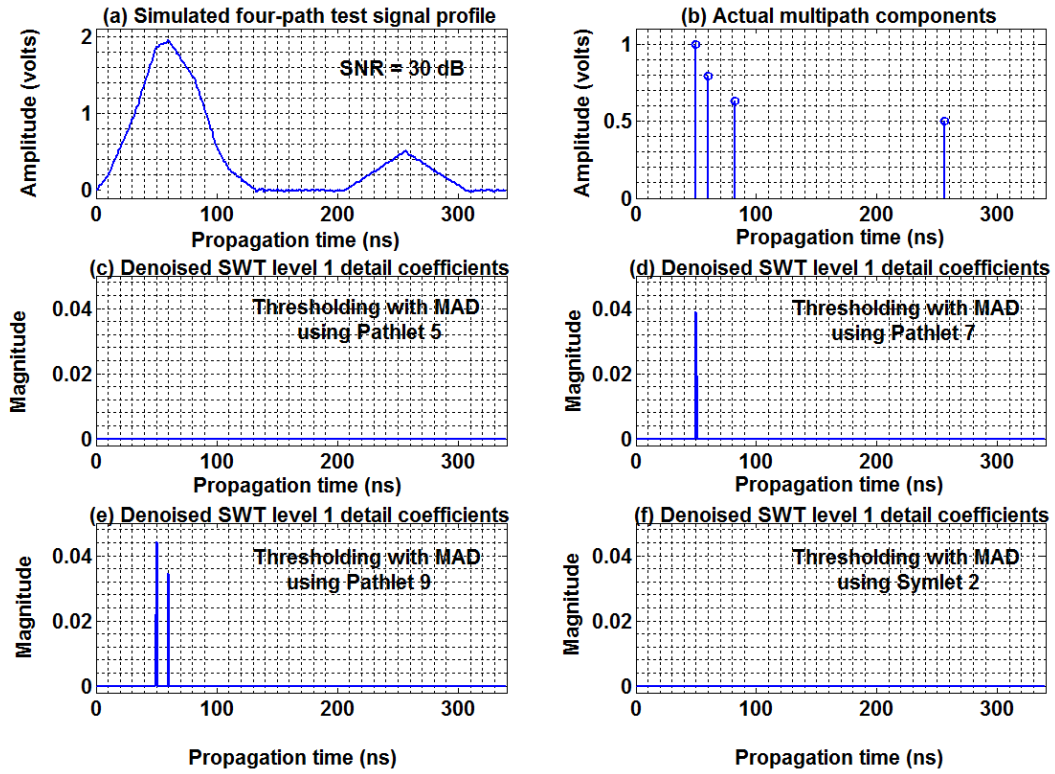 (a) Simulated four-path test signal profile
SNR = 30 dB
Amplitude (volts)
2
1
0
0 100 200 300
Propagation time (ns)
(b) Actual multipath components
Amplitude (volts)
1
0.5
0
0 100 200 300
Propagation time (ns)
(c) Denoised SWT level 1 detail coefficients
Thresholding with MAD
using Pathlet 5
Magnitude
0.04
0.02
0
0 100 200 300
Propagation time (ns)
(d) Denoised SWT level 1 detail coefficients
Thresholding with MAD
using Pathlet 7
Magnitude
0.04
0.02
0
0 100 200 300
Propagation time (ns)
(e) Denoised SWT level 1 detail coefficients
Thresholding with MAD
using Pathlet 9
Magnitude
0.04
0.02
0
0 100 200 300
Propagation time (ns)
(f) Denoised SWT level 1 detail coefficients
Thresholding with MAD
using Symlet 2
Magnitude
0.04
0.02
0
0 100 200 300
Propagation time (ns)